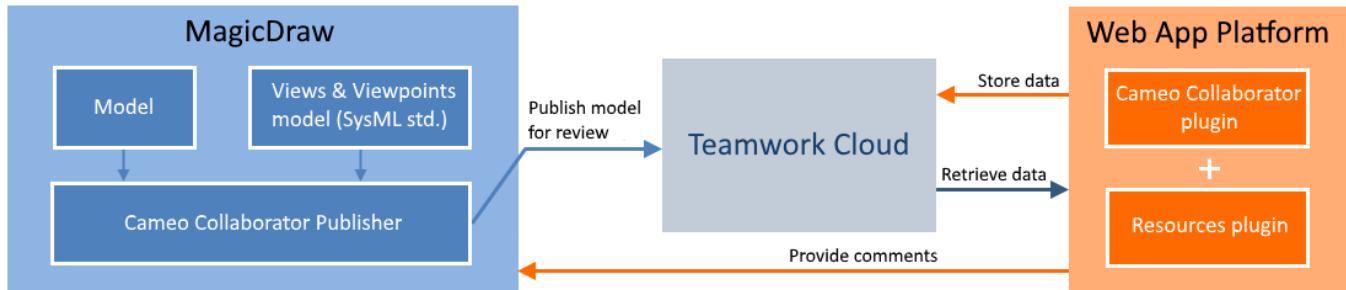 MagicDraw
Model
Views & Viewpoints
model (SysML std.)
Cameo Collaborator Publisher
Publish model
for review
Teamwork Cloud
Store data
Retrieve data
Provide comments
Web App Platform
Cameo Collaborator
plugin
+
Resources plugin